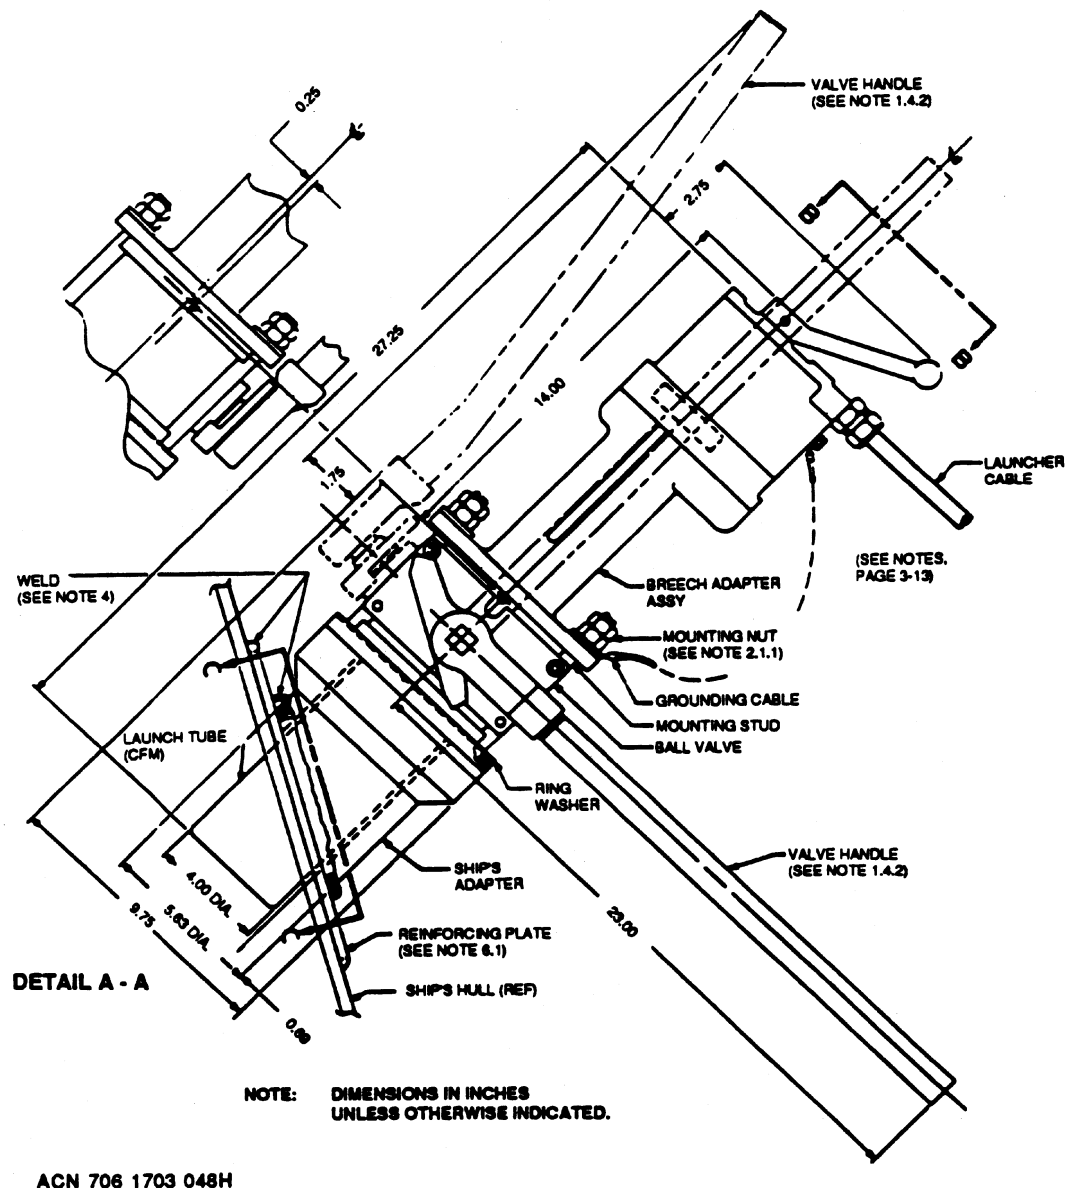 0.25
VALVE HANDLE
(SEE NOTE 1.4.2)
2.75
B
27.25
14.00
B
1.75
LAUNCHER
CABLE
(SEE NOTES,
PAGE 3-13)
WELD
(SEE NOTE 4)
BREECH ADAPTER
ASSY
MOUNTING NUT
(SEE NOTE 2.1.1)
GROUNDING CABLE
MOUNTING STUD
BALL VALVE
LAUNCH TUBE
(CFM)
RING
WASHER
VALVE HANDLE
(SEE NOTE 1.4.2)
SHIP'S
ADAPTER
4.00 DIA.
5.63 DIA.
9.75
REINFORCING PLATE
(SEE NOTE 6.1)
DETAIL A - A
SHIP'S HULL (REF)
0.69
NOTE: DIMENSIONS IN INCHES
UNLESS OTHERWISE INDICATED.
ACN 706 1703 048H